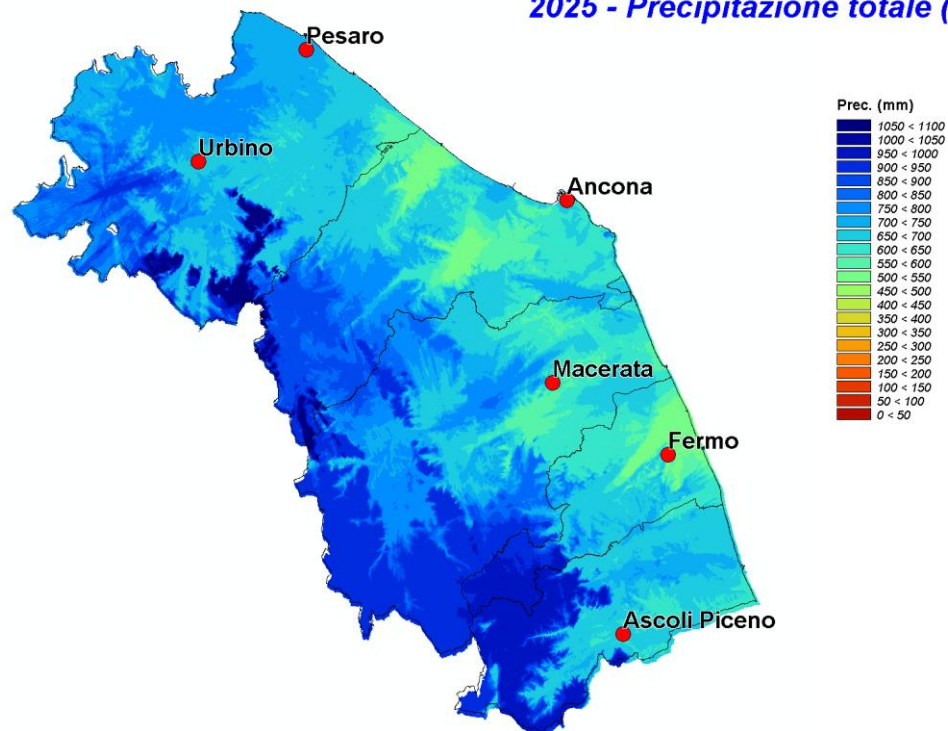 2025 - Precipitazione totale (
Pesaro
Urbino
Ancona
Macerata
Fermo
Ascoli Piceno
Prec. (mm)
1050 < 1100
1000 < 1050
950 < 1000
900 < 950
850 < 900
800 < 850
750 < 800
700 < 750
650 < 700
600 < 650
550 < 600
500 < 550
450 < 500
400 < 450
350 < 400
300 < 350
250 < 300
200 < 250
150 < 200
100 < 150
50 < 100
0 < 50